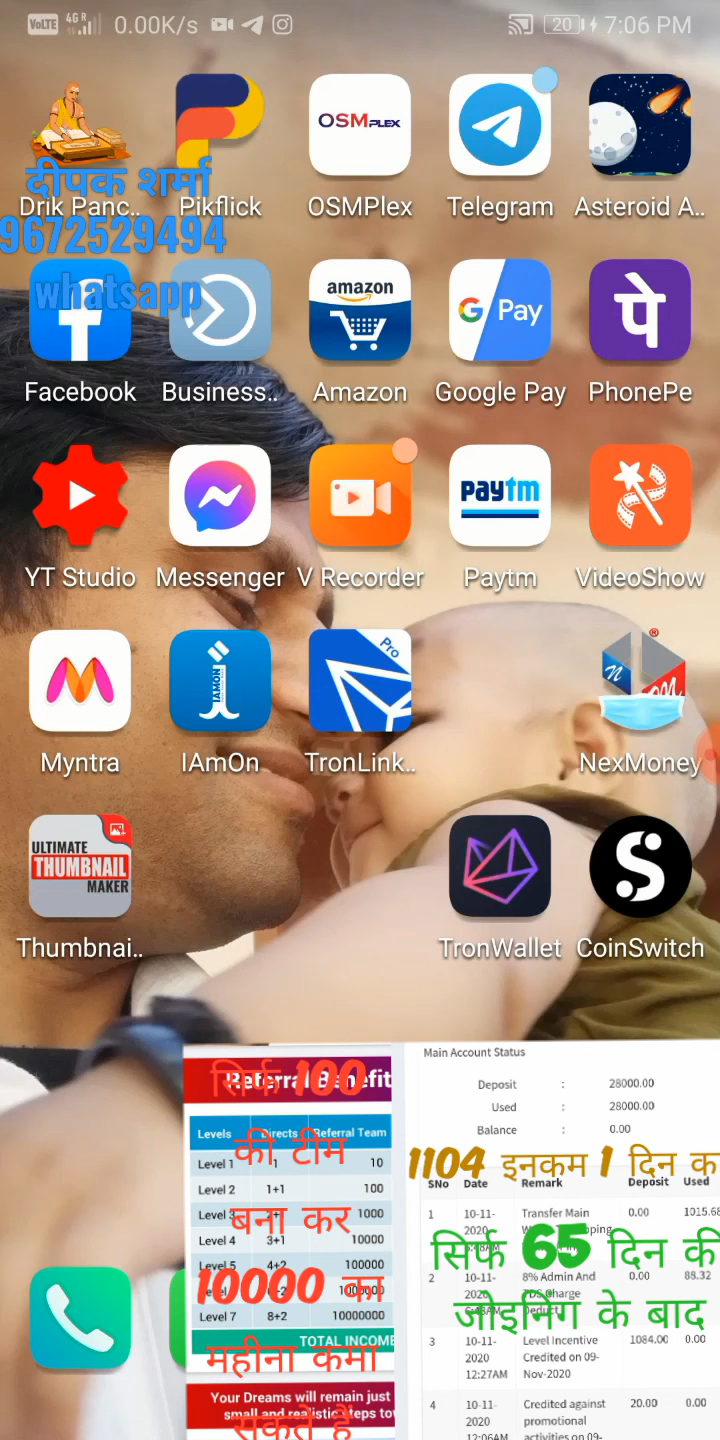 VoLTE 4G R 0.00K/s 20 7:06 PM
OSMPLEX
दीपक शर्मा
Drik Panc.. Pikflick OSMPlex Telegram Asteroid A..
9672529494
whatsapp
amazon
G Pay
पे
Facebook Business.. Amazon Google Pay PhonePe
paytm
YT Studio Messenger V Recorder Paytm VideoShow
Pro
IAMON
Myntra IAmOn TronLink.. NexMoney
ULTIMATE
THUMBNAIL
MAKER
Thumbnai.. TronWallet CoinSwitch
Main Account Status
Referral Benefit
सिर्फ 100
Deposit : 28000.00
Used : 28000.00
Balance : 0.00
Levels Directs Referral Team
की टीम
1104 इनकम 1 दिन क
Level 1 1 10
Level 2 1+1 100
Level 3 1000
बना कर
Level 4 3+1 10000
Level 5 4+2 100000
10000 का
Level 7 8+2 10000000
TOTAL INCOME
महीना कमा
Your Dreams will remain just
small and realistic steps to
सकते हैं
SNo Date Remark Deposit Used
1 10-11-2020 Transfer Main 0.00 1015.68
सिर्फ 65 दिन की
2 10-11-2020 8% Admin And 0.00 88.32
TDS Charge
Deduct
जोइनिंग के बाद
3 10-11- Level Incentive 1084.00 0.00
2020 Credited on 09-
12:27AM Nov-2020
4 10-11- Credited against 20.00 0.00
2020 promotional
12:06AM activities on 09-